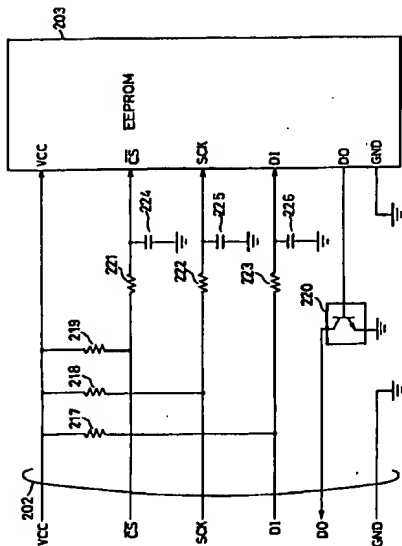 203
VCC
CS
SCK
DI
DO
GND
EEPROM
224
225
226
221
222
223
220
219
218
217
202
VCC
CS
SCK
DI
DO
GND